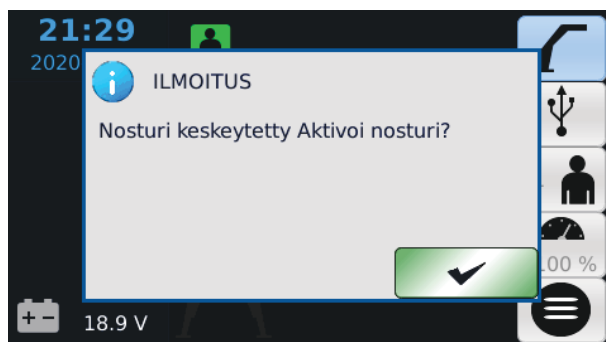 21:29
2020
ILMOITUS
Nosturi keskeytetty Aktivoi nosturi?
00 %
18.9 V